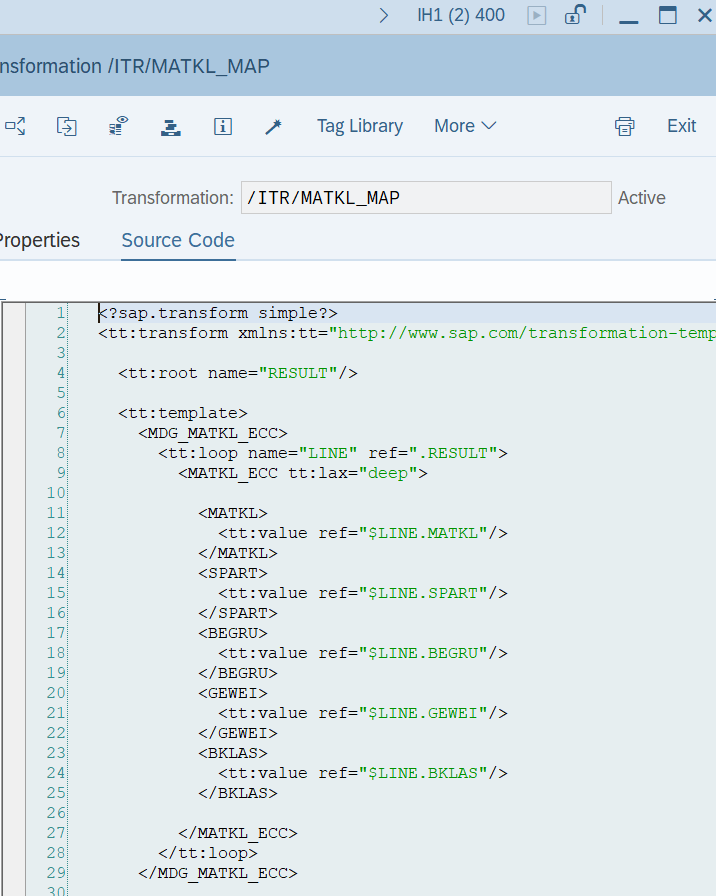 IH1 (2) 400
nsformation /ITR/MATKL_MAP
Tag Library More Exit
Transformation: /ITR/MATKL_MAP Active
Properties Source Code
1 <?sap.transform simple?>
2 <tt:transform xmlns:tt="http://www.sap.com/transformation-temp
3
4 <tt:root name="RESULT"/>
5
6 <tt:template>
7 <MDG_MATKL_ECC>
8 <tt:loop name="LINE" ref=".RESULT">
9 <MATKL_ECC tt:lax="deep">
10
11 <MATKL>
12 <tt:value ref="$LINE.MATKL"/>
13 </MATKL>
14 <SPART>
15 <tt:value ref="$LINE.SPART"/>
16 </SPART>
17 <BEGRU>
18 <tt:value ref="$LINE.BEGRU"/>
19 </BEGRU>
20 <GEWEI>
21 <tt:value ref="$LINE.GEWEI"/>
22 </GEWEI>
23 <BKLAS>
24 <tt:value ref="$LINE.BKLAS"/>
25 </BKLAS>
26
27 </MATKL_ECC>
28 </tt:loop>
29 </MDG_MATKL_ECC>
30